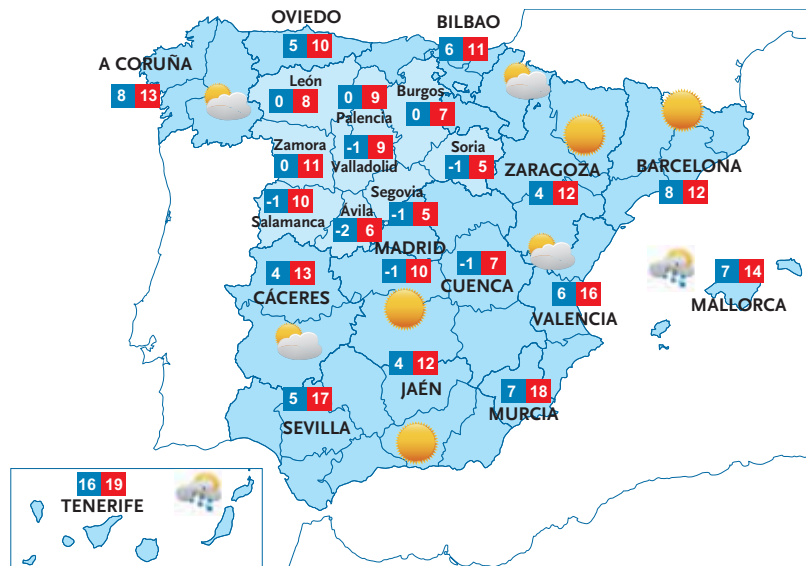 OVIEDO
5 10
BILBAO
6 11
A CORUÑA
8 13
León
0 8
0 9
Palencia
Burgos
0 7
Zamora
0 11
-1 9
Valladolid
Soria
-1 5
ZARAGOZA
4 12
BARCELONA
8 12
-1 10
Salamanca
Ávila
-2 6
Segovia
-1 5
MADRID
-1 10
-1 7
CUENCA
4 13
CÁCERES
6 16
VALENCIA
7 14
MALLORCA
4 12
JAÉN
7 18
MURCIA
5 17
SEVILLA
16 19
TENERIFE